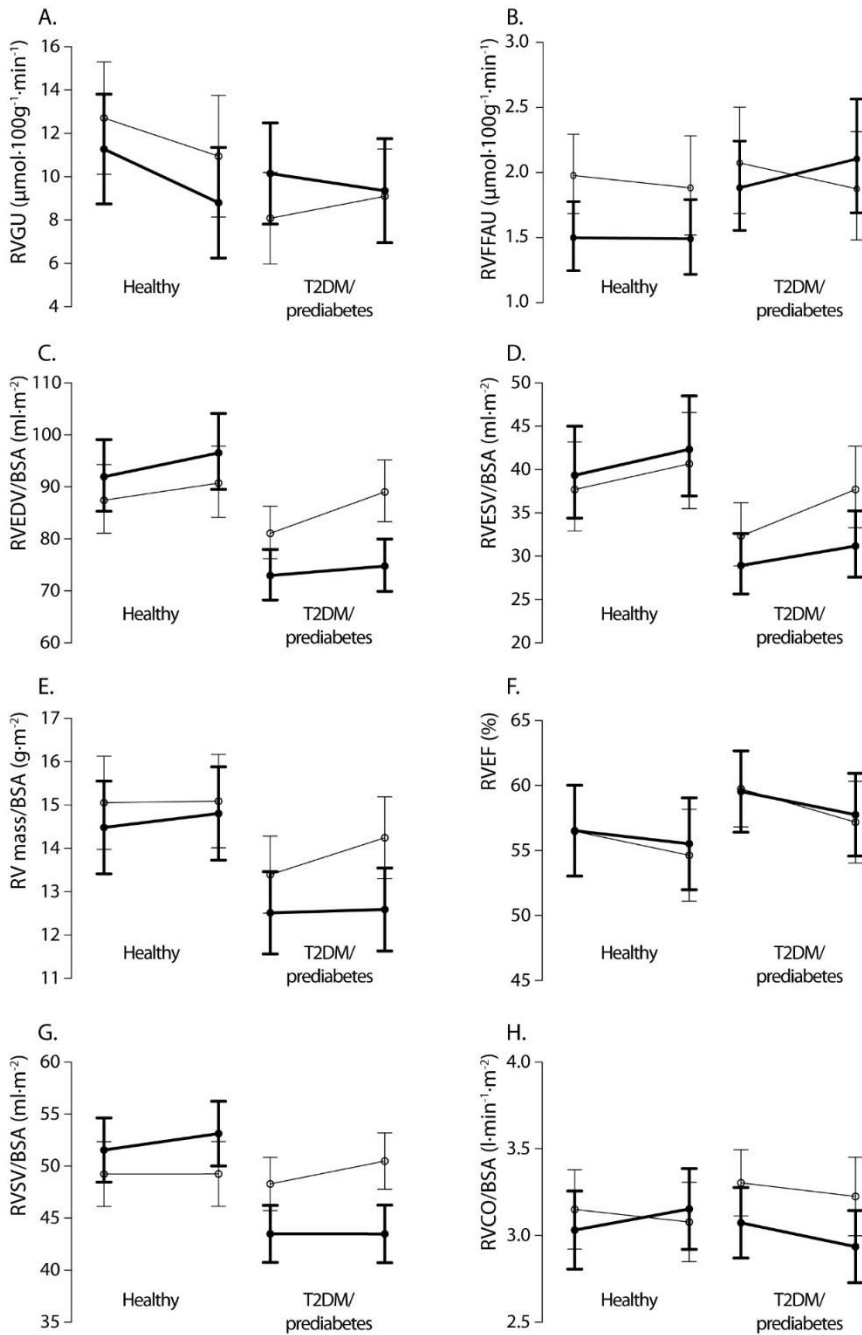 A.
RVGU (µmol·100g⁻¹·min⁻¹)
16
14
12
10
8
6
4
Healthy
T2DM/
prediabetes
B.
RVFFAU (µmol·100g⁻¹·min⁻¹)
3.0
2.5
2.0
1.5
1.0
Healthy
T2DM/
prediabetes
C.
RVEDV/BSA (ml·m⁻²)
110
100
90
80
70
60
Healthy
T2DM/
prediabetes
D.
RVESV/BSA (ml·m⁻²)
50
45
40
35
30
25
20
Healthy
T2DM/
prediabetes
E.
RV mass/BSA (g·m⁻²)
17
16
15
14
13
12
11
Healthy
T2DM/
prediabetes
F.
RVEF (%)
65
60
55
50
45
Healthy
T2DM/
prediabetes
G.
RVSV/BSA (ml·m⁻²)
60
55
50
45
40
35
Healthy
T2DM/
prediabetes
H.
RVCO/BSA (l·min⁻¹·m⁻²)
4.0
3.5
3.0
2.5
Healthy
T2DM/
prediabetes